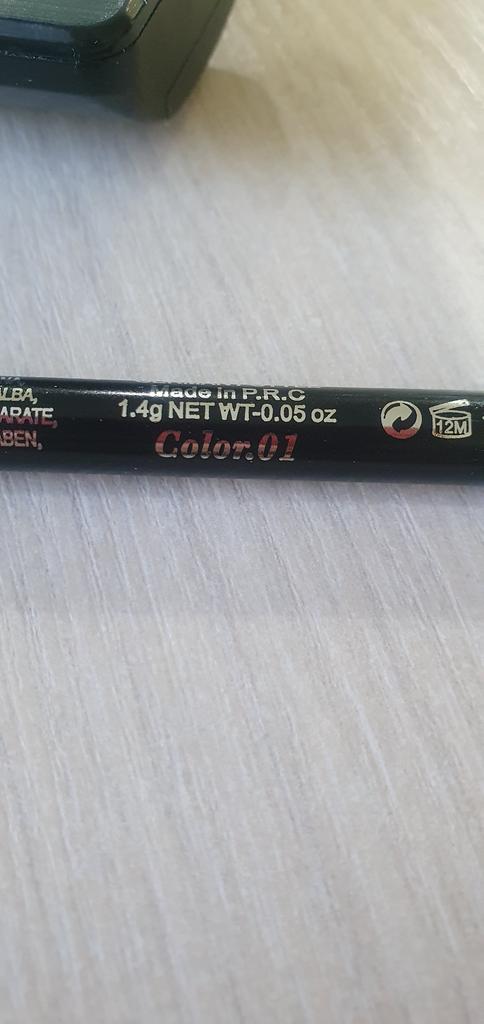 ALBA,
ARATE,
ABEN,
Made in P.R.C
1.4g NET WT-0.05 oz
Color.01
12M